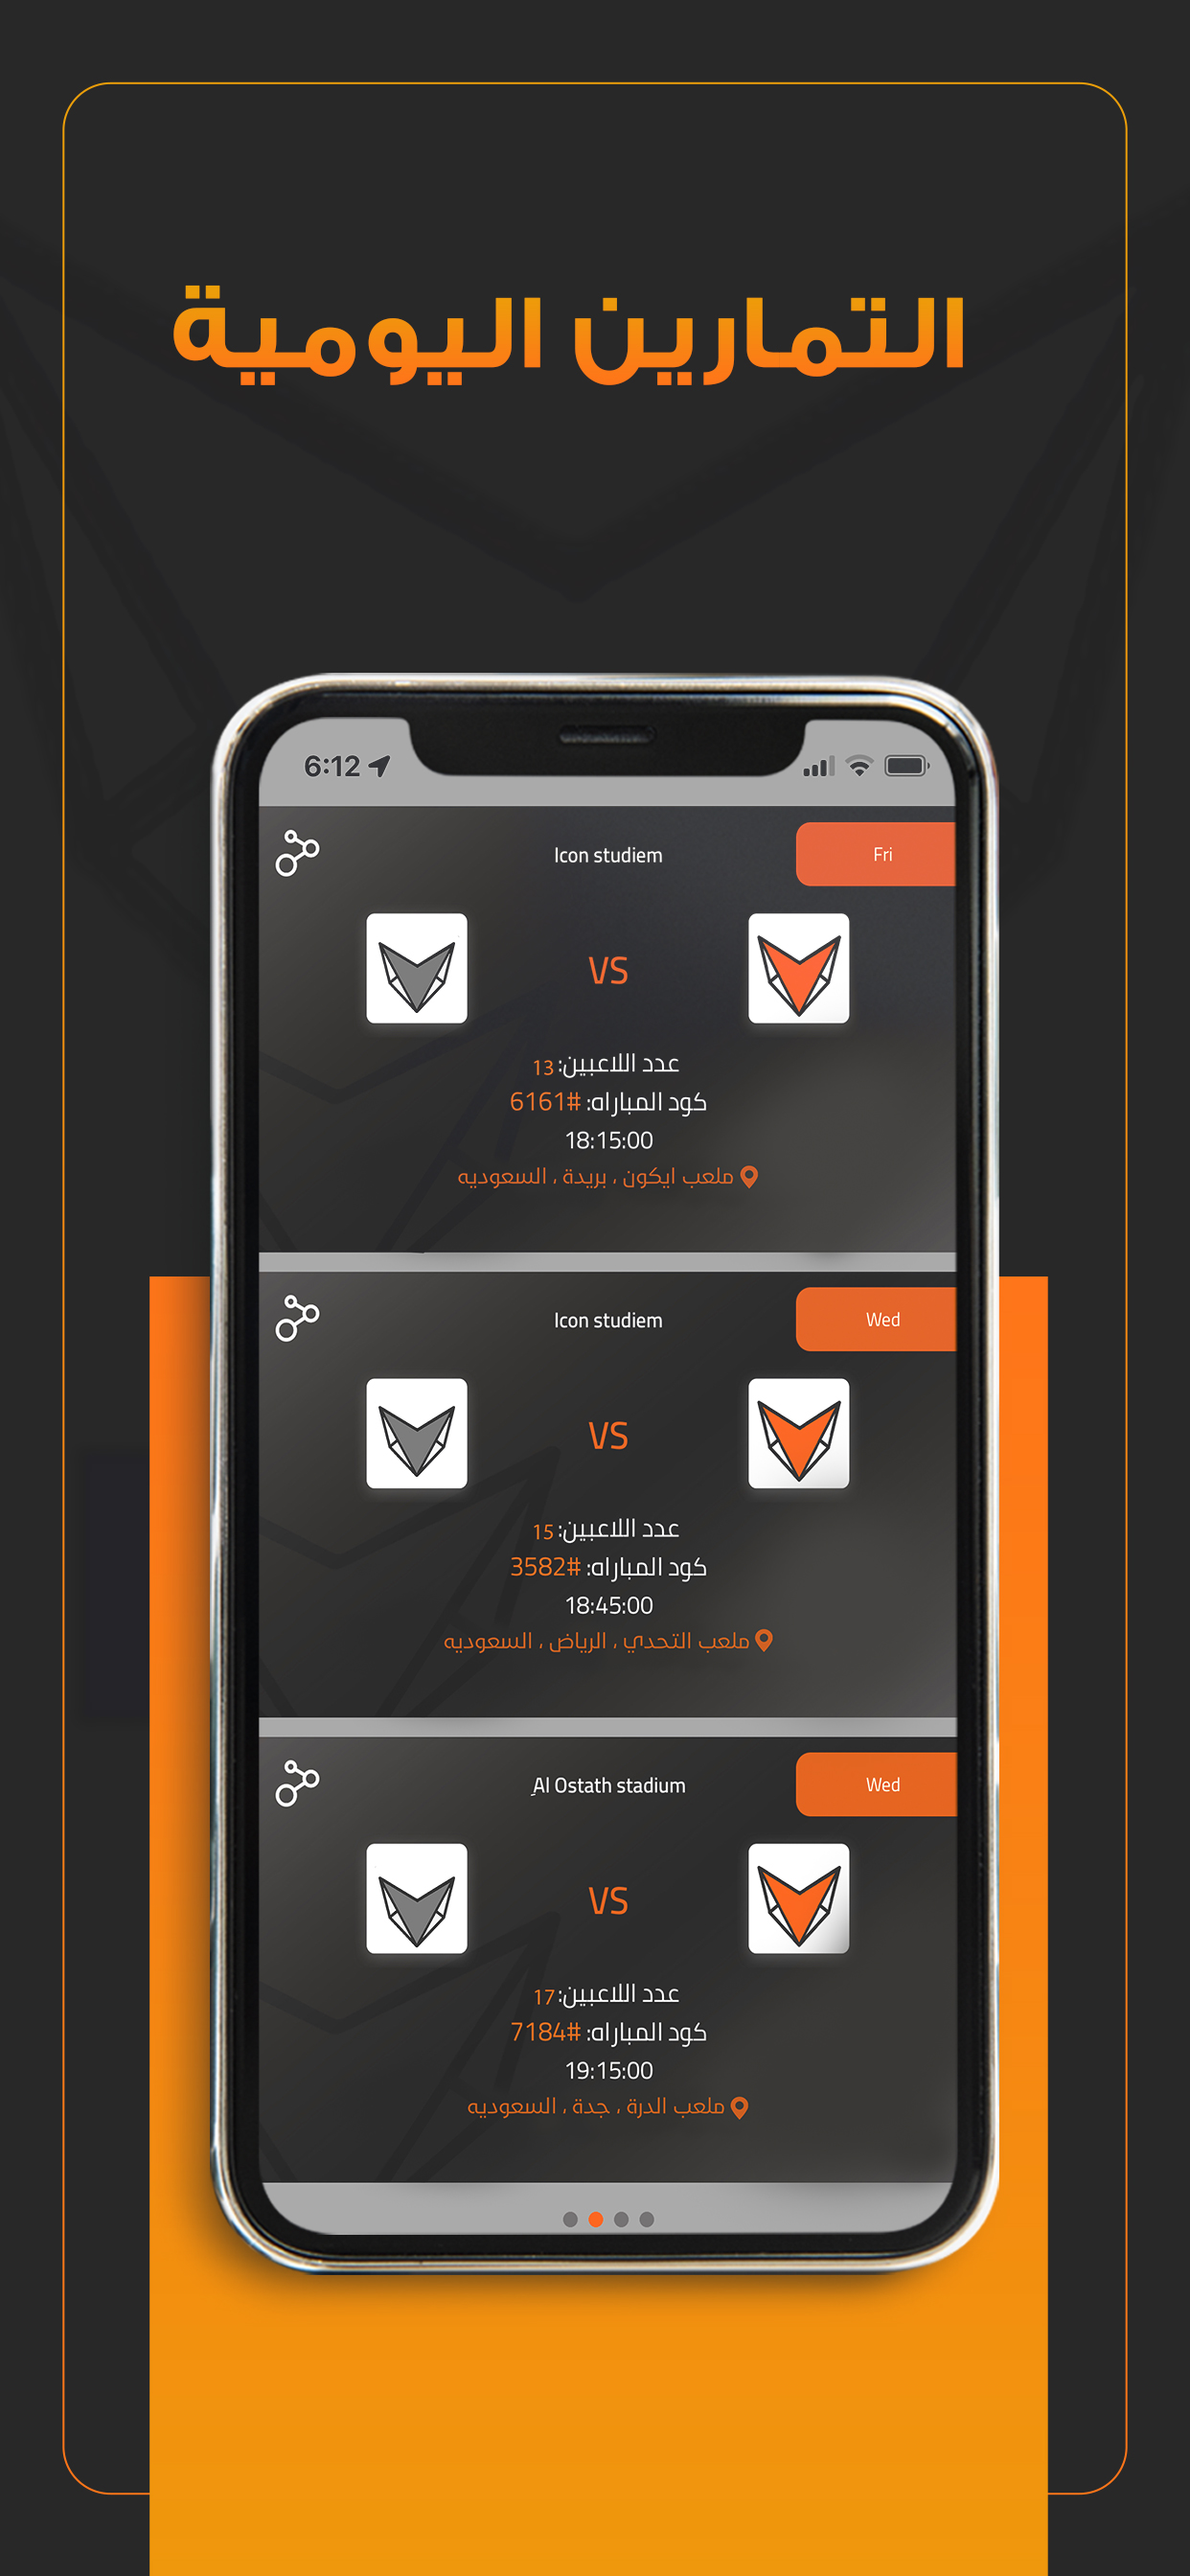 التمارين اليومية
6:12
Icon studiem
Fri
VS
عدد اللاعبين: 13
كود المباراه: #6161
18:15:00
ملعب ايكون ، بريدة ، السعوديه
Icon studiem
Wed
VS
عدد اللاعبين: 15
كود المباراه: #3582
18:45:00
ملعب التحدي ، الرياض ، السعوديه
ِAl Ostath stadium
Wed
VS
عدد اللاعبين: 17
كود المباراه: #7184
19:15:00
ملعب الدرة ، جدة ، السعوديه